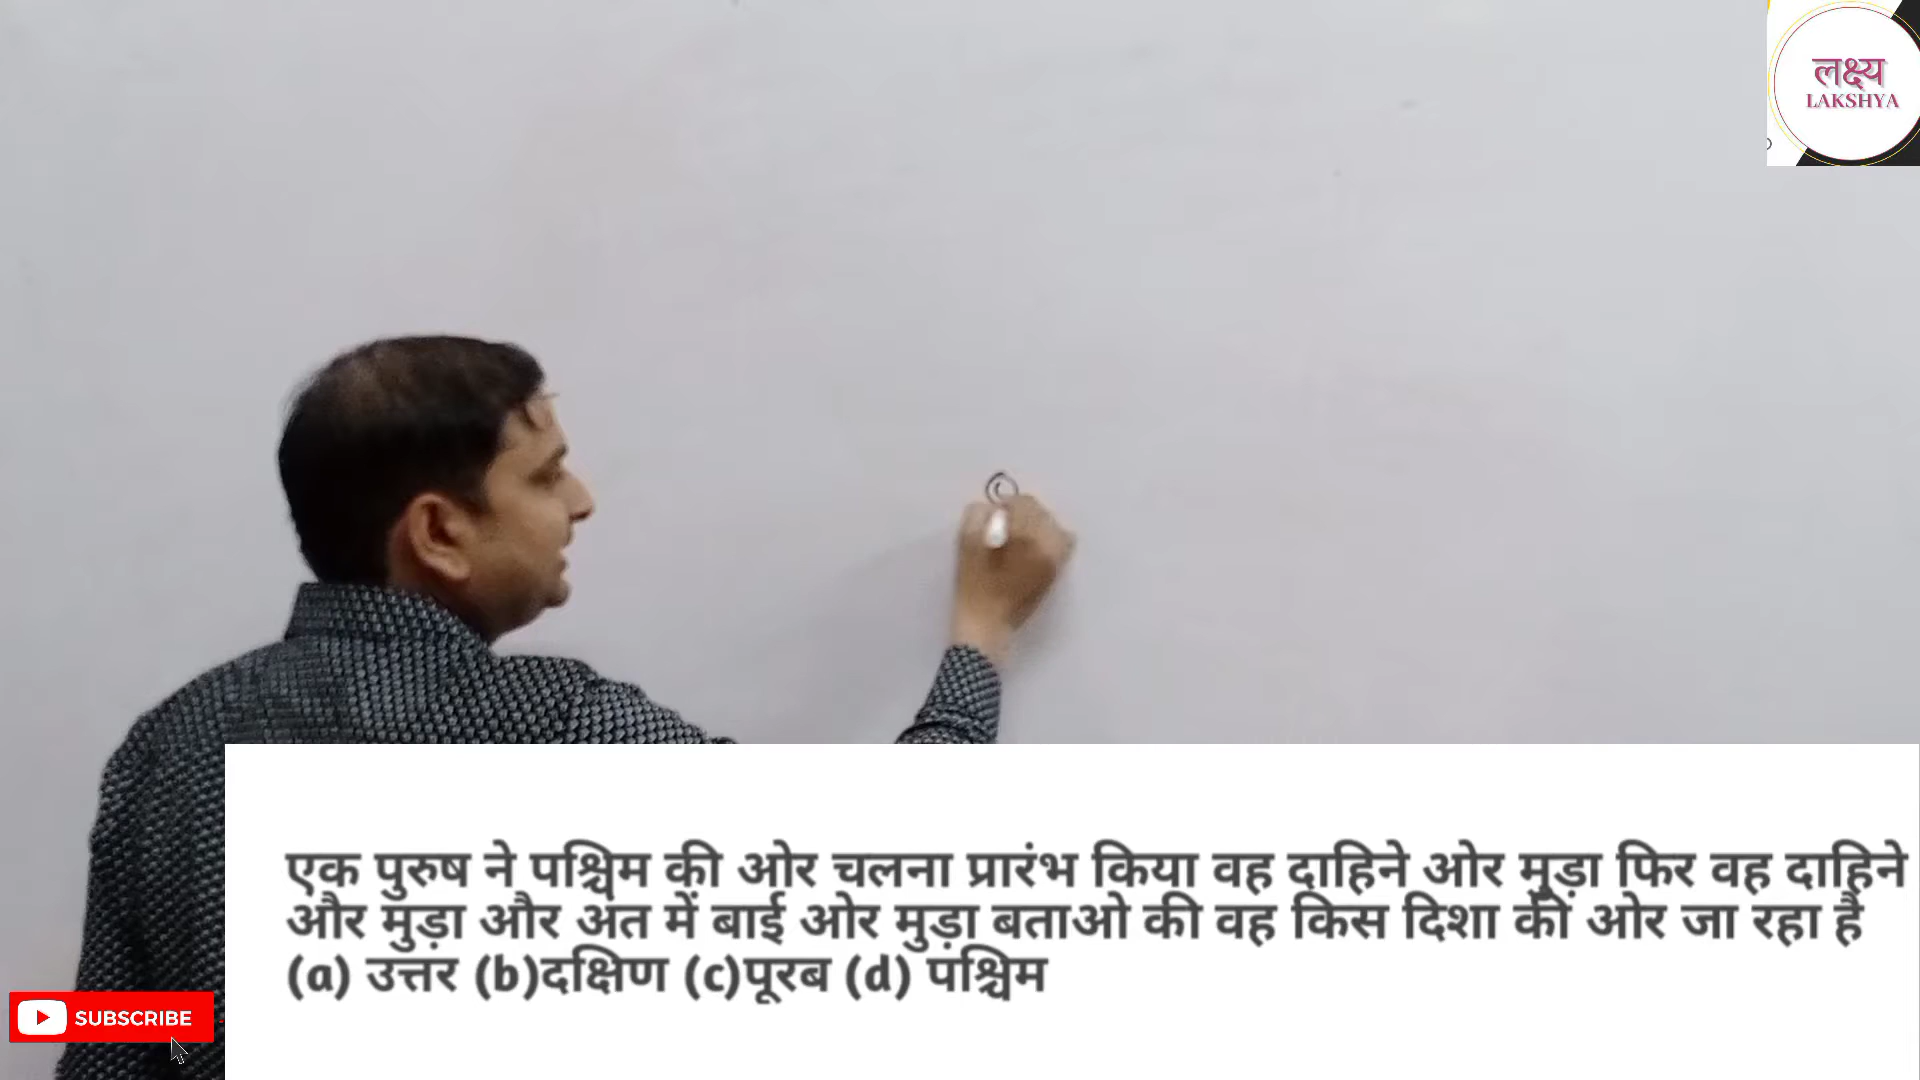 लक्ष्य
LAKSHYA
एक पुरुष ने पश्चिम की ओर चलना प्रारंभ किया वह दाहिने ओर मुड़ा फिर वह दाहिने
और मुड़ा और अंत में बाई ओर मुड़ा बताओ की वह किस दिशा की ओर जा रहा है
(a) उत्तर (b)दक्षिण (c)पूरब (d) पश्चिम
SUBSCRIBE